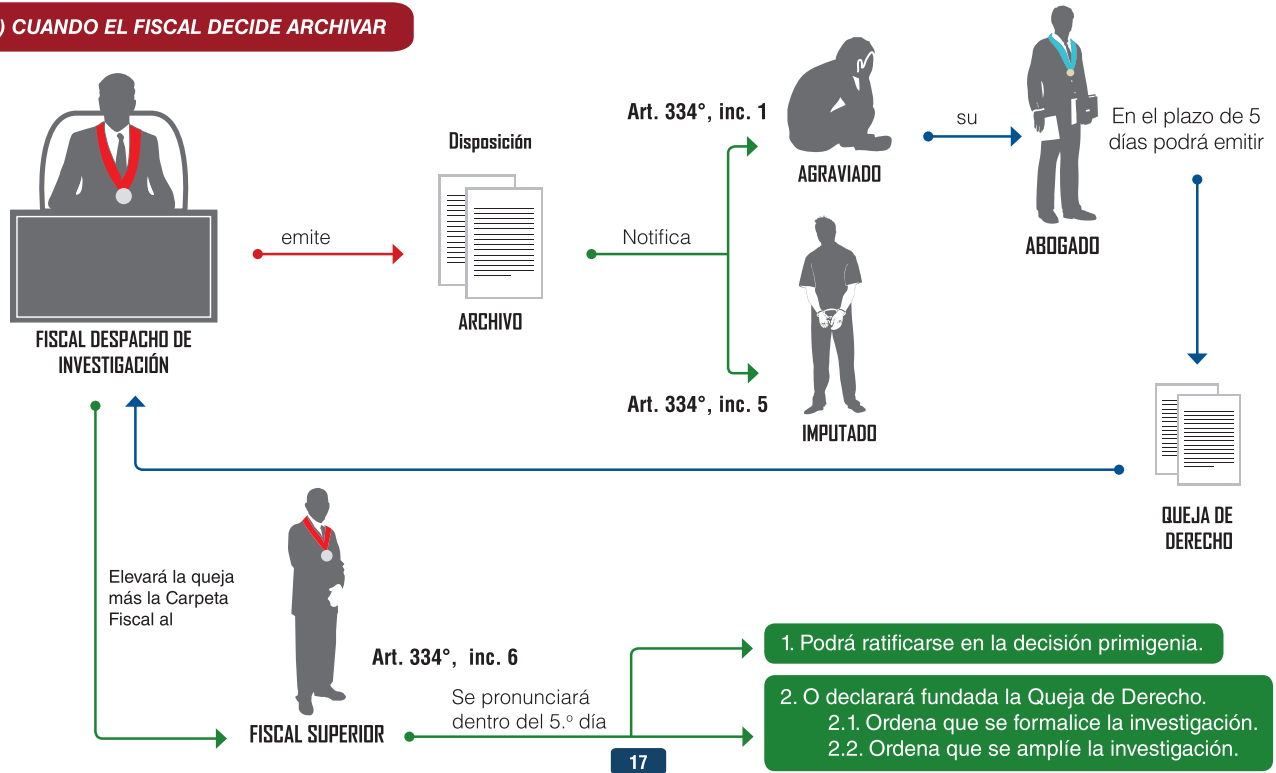 ) CUANDO EL FISCAL DECIDE ARCHIVAR
FISCAL DESPACHO DE
INVESTIGACIÓN
emite
Disposición
ARCHIVO
Notifica
Art. 334°, inc. 1
AGRAVIADO
Art. 334°, inc. 5
IMPUTADO
su
ABOGADO
En el plazo de 5
días podrá emitir
QUEJA DE
DERECHO
Elevará la queja
más la Carpeta
Fiscal al
FISCAL SUPERIOR
Art. 334°, inc. 6
Se pronunciará
dentro del 5.º día
1. Podrá ratificarse en la decisión primigenia.
2. O declarará fundada la Queja de Derecho.
2.1. Ordena que se formalice la investigación.
2.2. Ordena que se amplíe la investigación.
17